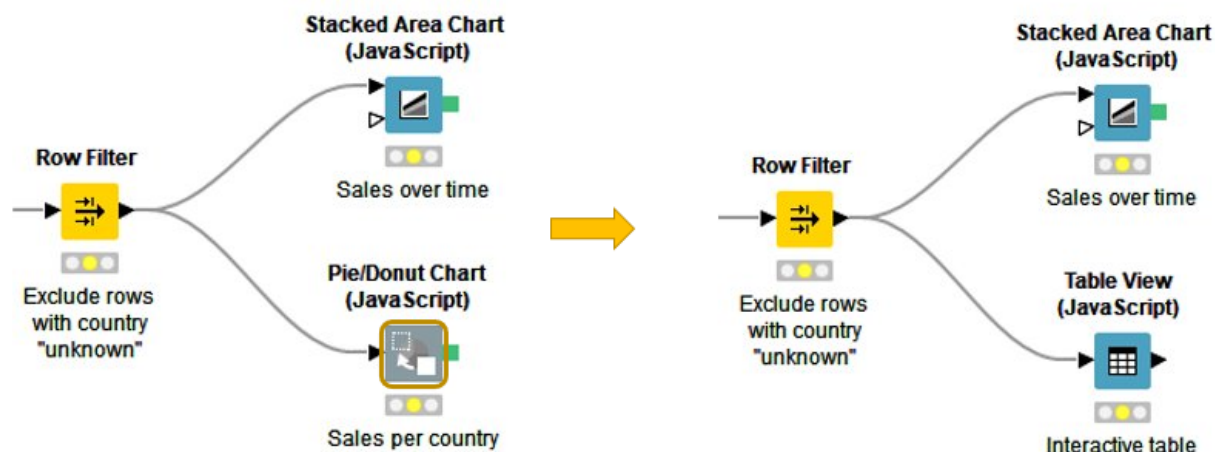 Stacked Area Chart
(JavaScript)
Row Filter
Sales over time
Pie/Donut Chart
(JavaScript)
Exclude rows
with country
"unknown"
Sales per country
Stacked Area Chart
(JavaScript)
Row Filter
Sales over time
Table View
(JavaScript)
Exclude rows
with country
"unknown"
Interactive table